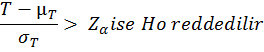 T − μ_T / σ_T > Z_α ise Ho reddedilir